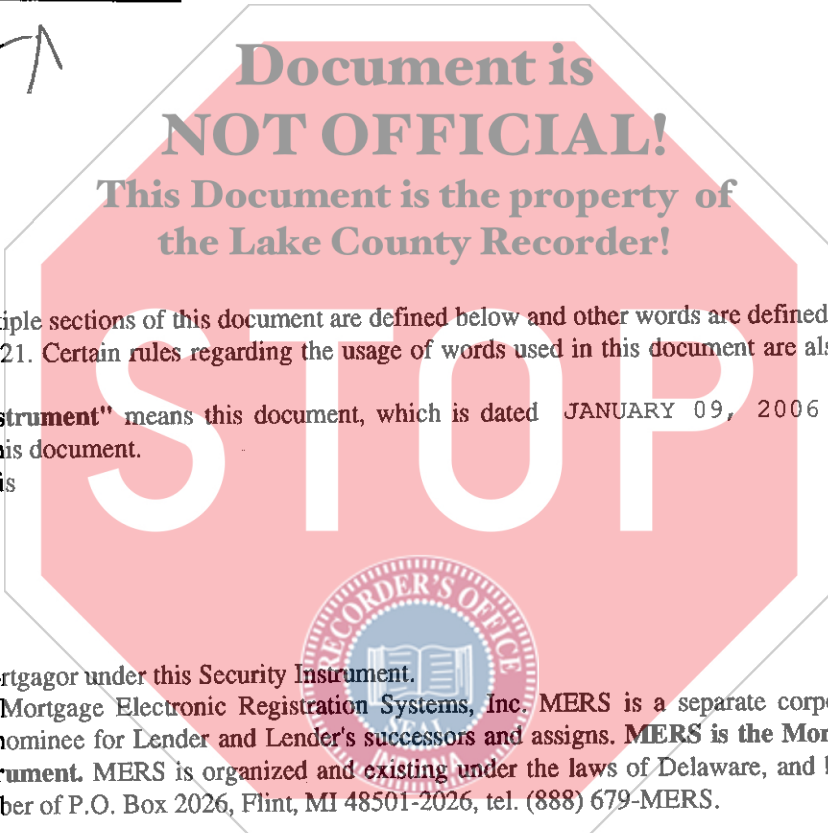 Document is
NOT OFFICIAL!
This Document is the property of
the Lake County Recorder!
STOP
tiple sections of this document are defined below and other words are defined
21. Certain rules regarding the usage of words used in this document are als
strument" means this document, which is dated JANUARY 09, 2006
his document.
is
RECORDER'S OFFICE
SEAL
INDIANA
rtgagor under this Security Instrument.
Mortgage Electronic Registration Systems, Inc. MERS is a separate corpo
nominee for Lender and Lender's successors and assigns. MERS is the Mor
rument. MERS is organized and existing under the laws of Delaware, and
ber of P.O. Box 2026, Flint, MI 48501-2026, tel. (888) 679-MERS.